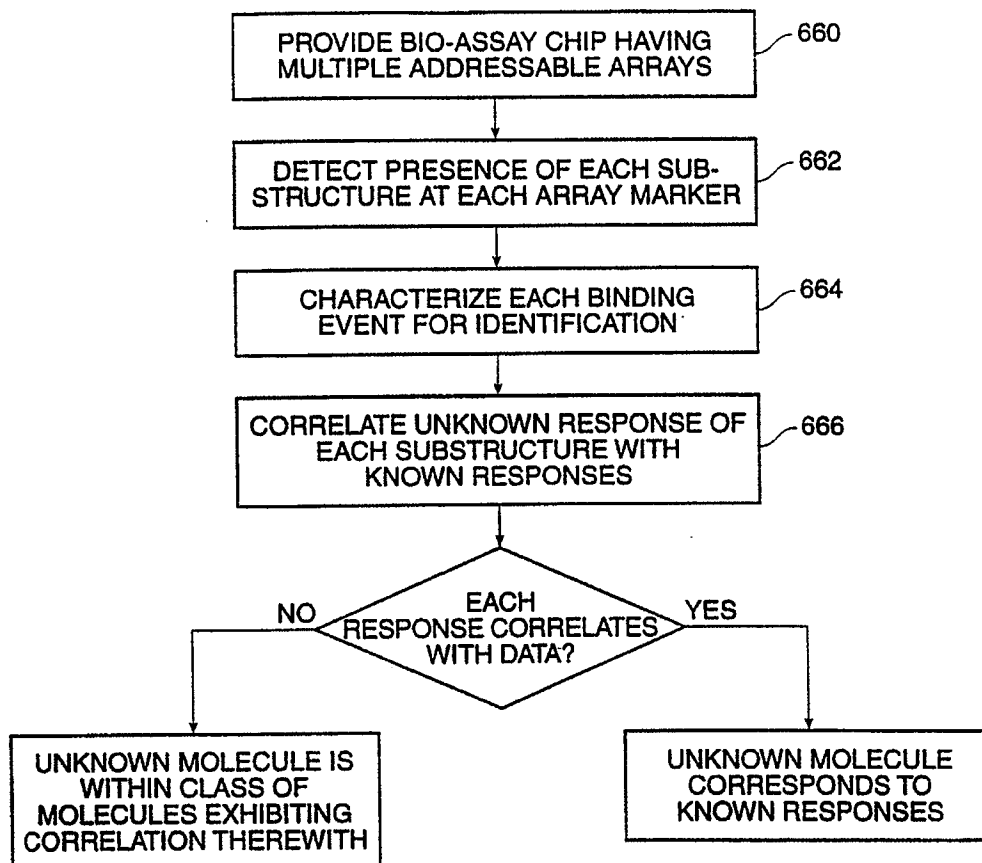 PROVIDE BIO-ASSAY CHIP HAVING
MULTIPLE ADDRESSABLE ARRAYS
660
DETECT PRESENCE OF EACH SUB-
STRUCTURE AT EACH ARRAY MARKER
662
CHARACTERIZE EACH BINDING
EVENT FOR IDENTIFICATION
664
CORRELATE UNKNOWN RESPONSE OF
EACH SUBSTRUCTURE WITH
KNOWN RESPONSES
666
EACH
RESPONSE CORRELATES
WITH DATA?
NO
YES
UNKNOWN MOLECULE IS
WITHIN CLASS OF
MOLECULES EXHIBITING
CORRELATION THEREWITH
UNKNOWN MOLECULE
CORRESPONDS TO
KNOWN RESPONSES